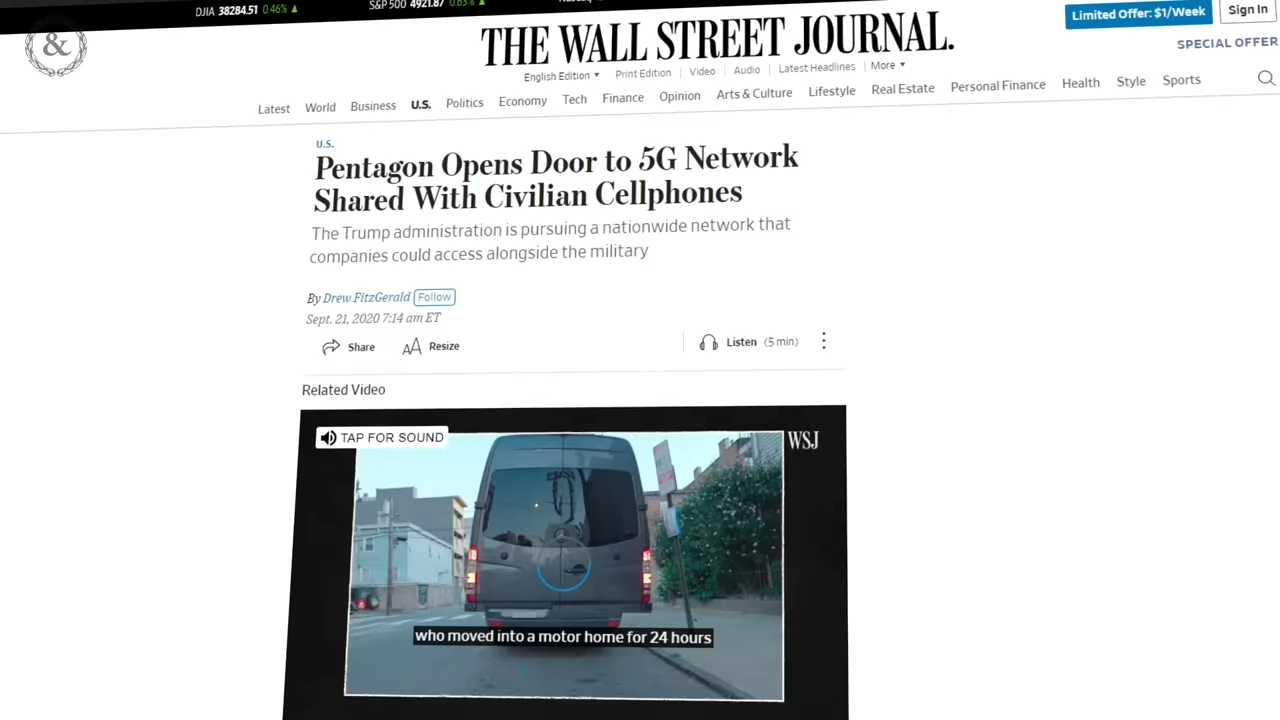 DJIA 38284.51 0.46% ▲
S&P 500 4921.87 0.63% ▲
&
THE WALL STREET JOURNAL.
Limited Offer: $1/Week
Sign In
SPECIAL OFFER
English Edition ▼ Print Edition Video Audio Latest Headlines More ▼
Latest World Business U.S. Politics Economy Tech Finance Opinion Arts & Culture Lifestyle Real Estate Personal Finance Health Style Sports
U.S.
Pentagon Opens Door to 5G Network
Shared With Civilian Cellphones
The Trump administration is pursuing a nationwide network that
companies could access alongside the military
By Drew FitzGerald Follow
Sept. 21, 2020 7:14 am ET
Share AA Resize Listen (5 min)
Related Video
TAP FOR SOUND
WSJ
who moved into a motor home for 24 hours